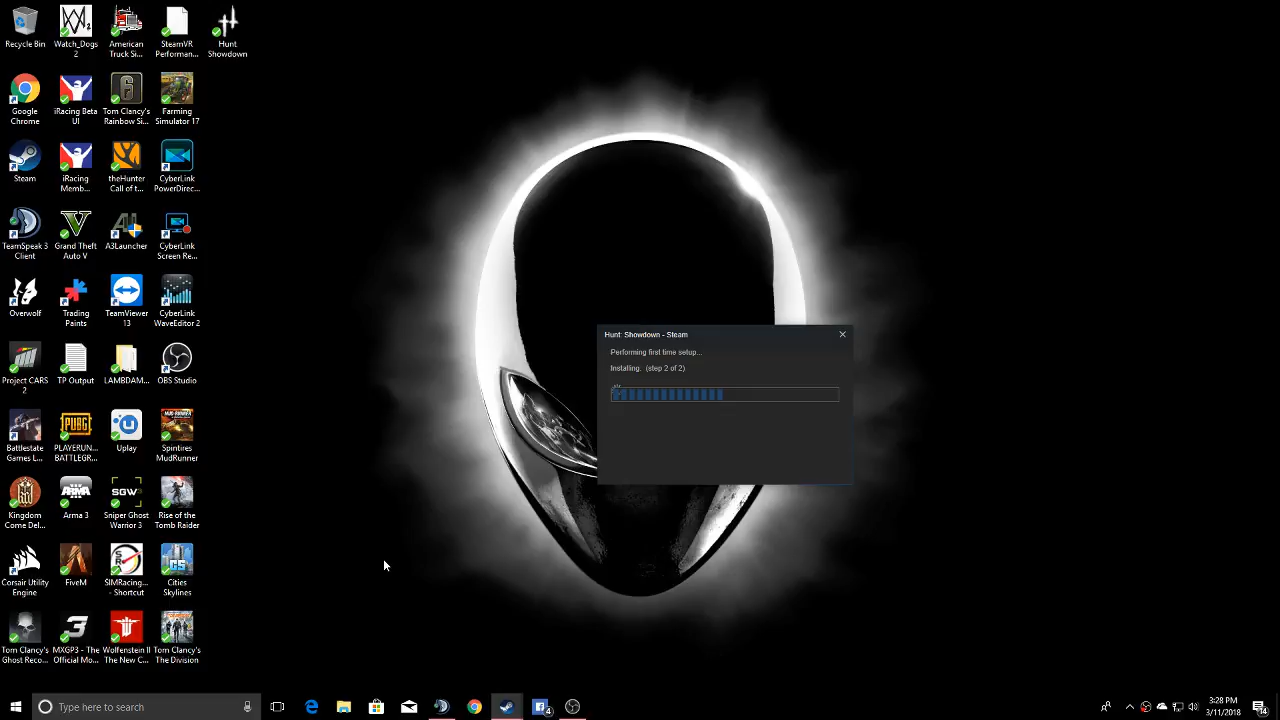 Recycle Bin
Watch_Dogs
2
American
Truck Si...
SteamVR
Performan...
Hunt
Showdown
Google
Chrome
iRacing Beta
UI
Tom Clancy's
Rainbow Si...
Farming
Simulator 17
Steam
iRacing
Memb...
theHunter
Call of t...
CyberLink
PowerDirec...
TeamSpeak 3
Client
Grand Theft
Auto V
A3Launcher
CyberLink
Screen Re...
Overwolf
Trading
Paints
TeamViewer
13
CyberLink
WaveEditor 2
Project CARS
2
TP Output
LAMBDAM...
OBS Studio
Battlestate
Games L...
PLAYERUN...
BATTLEGR...
Uplay
Spintires
MudRunner
Kingdom
Come Del...
Arma 3
Sniper Ghost
Warrior 3
Rise of the
Tomb Raider
Corsair Utility
Engine
FiveM
SIMRacing...
- Shortcut
Cities
Skylines
Tom Clancy's
Ghost Reco...
MXGP3 - The
Official Mo...
Wolfenstein II
The New C...
Tom Clancy's
The Division
Hunt: Showdown - Steam
Performing first time setup...
Installing: (step 2 of 2)
Type here to search
4
3:28 PM
3/11/2018